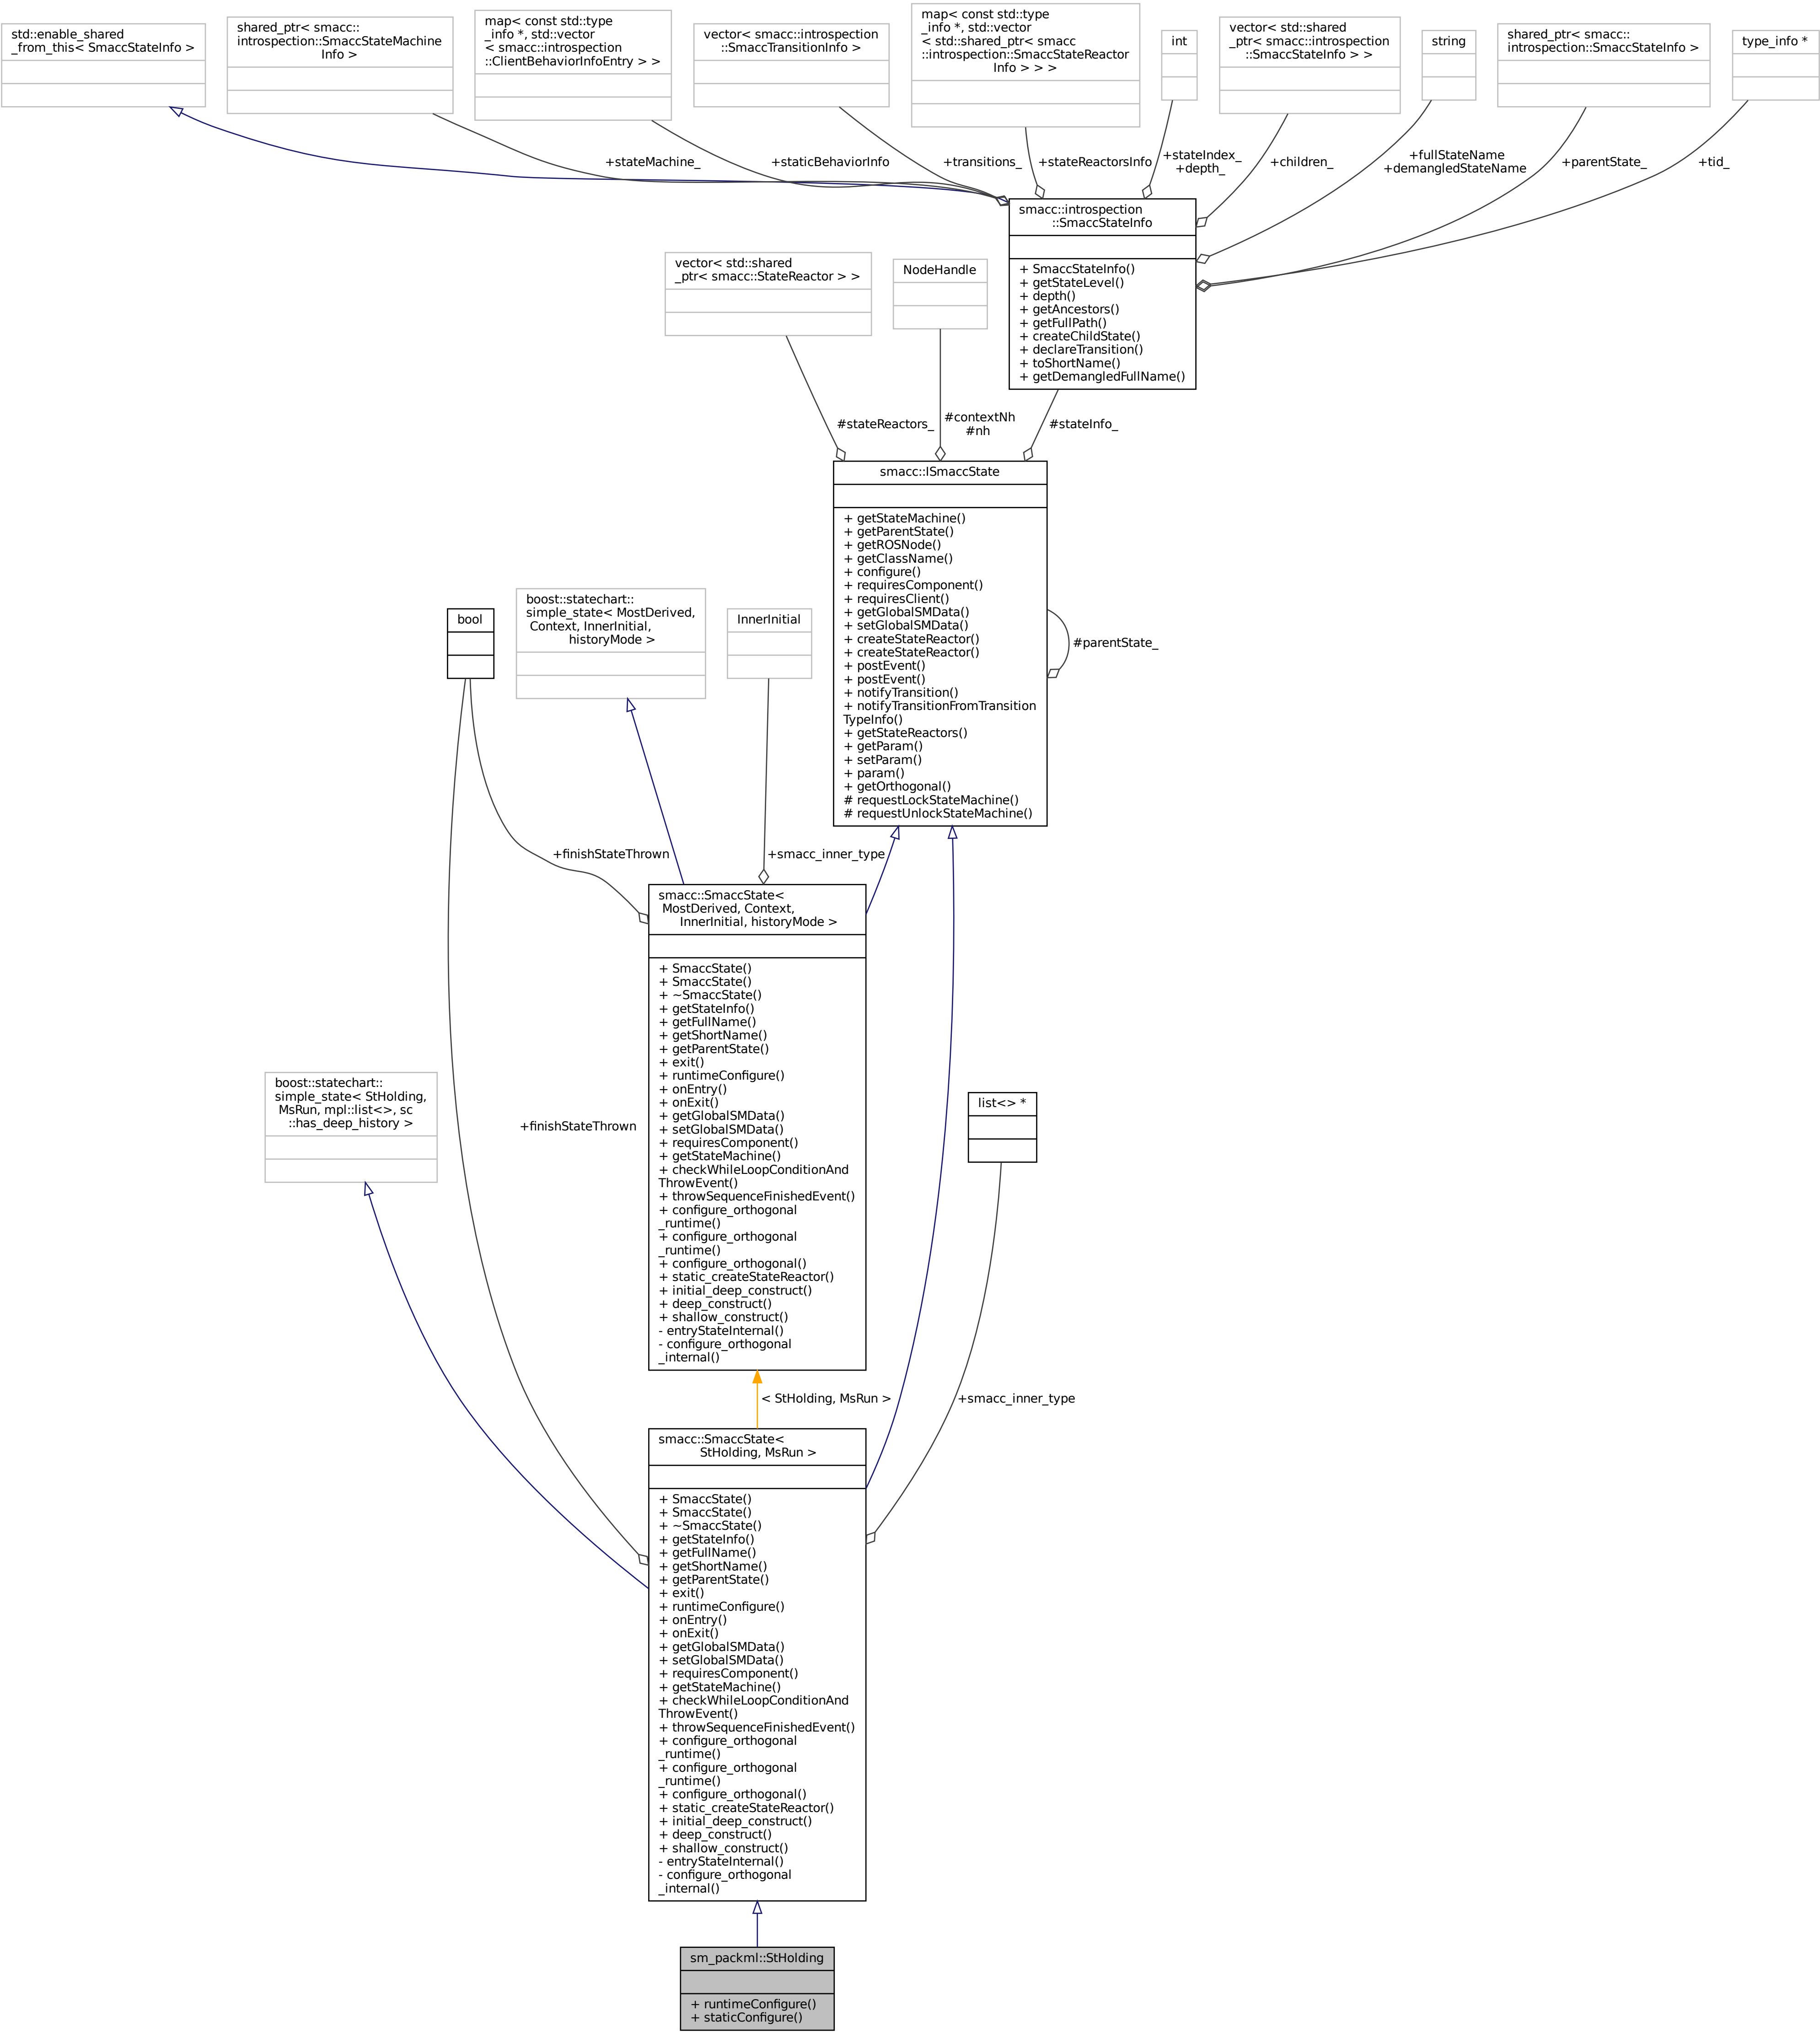 std::enable_shared
_from_this< SmaccStateInfo >
shared_ptr< smacc::
introspection::SmaccStateMachine
Info >
map< const std::type
_info *, std::vector
< smacc::introspection
::ClientBehaviorInfoEntry > >
vector< smacc::introspection
::SmaccTransitionInfo >
map< const std::type
_info *, std::vector
< std::shared_ptr< smacc
::introspection::SmaccStateReactor
Info > > >
int
vector< std::shared
_ptr< smacc::introspection
::SmaccStateInfo > >
string
shared_ptr< smacc::
introspection::SmaccStateInfo >
type_info *
+stateMachine_
+staticBehaviorInfo
+transitions_
+stateReactorsInfo
+stateIndex_
+depth_
+children_
+fullStateName
+demangledStateName
+parentState_
+tid_
smacc::introspection
::SmaccStateInfo
+ SmaccStateInfo()
+ getStateLevel()
+ depth()
+ getAncestors()
+ getFullPath()
+ createChildState()
+ declareTransition()
+ toShortName()
+ getDemangledFullName()
vector< std::shared
_ptr< smacc::StateReactor > >
NodeHandle
#stateReactors_
#contextNh
#nh
#stateInfo_
smacc::ISmaccState
+ getStateMachine()
+ getParentState()
+ getROSNode()
+ getClassName()
+ configure()
+ requiresComponent()
+ requiresClient()
+ getGlobalSMData()
+ setGlobalSMData()
+ createStateReactor()
+ createStateReactor()
+ postEvent()
+ postEvent()
+ notifyTransition()
+ notifyTransitionFromTransition
TypeInfo()
+ getStateReactors()
+ getParam()
+ setParam()
+ param()
+ getOrthogonal()
# requestLockStateMachine()
# requestUnlockStateMachine()
#parentState_
bool
boost::statechart::
simple_state< MostDerived,
Context, InnerInitial,
historyMode >
InnerInitial
+finishStateThrown
+smacc_inner_type
smacc::SmaccState<
MostDerived, Context,
InnerInitial, historyMode >
+ SmaccState()
+ SmaccState()
+ ~SmaccState()
+ getStateInfo()
+ getFullName()
+ getShortName()
+ getParentState()
+ exit()
+ runtimeConfigure()
+ onEntry()
+ onExit()
+ getGlobalSMData()
+ setGlobalSMData()
+ requiresComponent()
+ getStateMachine()
+ checkWhileLoopConditionAnd
ThrowEvent()
+ throwSequenceFinishedEvent()
+ configure_orthogonal
_runtime()
+ configure_orthogonal
_runtime()
+ configure_orthogonal()
+ static_createStateReactor()
+ initial_deep_construct()
+ deep_construct()
+ shallow_construct()
- entryStateInternal()
- configure_orthogonal
_internal()
boost::statechart::
simple_state< StHolding,
MsRun, mpl::list<>, sc
::has_deep_history >
+finishStateThrown
list<> *
< StHolding, MsRun >
+smacc_inner_type
smacc::SmaccState<
StHolding, MsRun >
+ SmaccState()
+ SmaccState()
+ ~SmaccState()
+ getStateInfo()
+ getFullName()
+ getShortName()
+ getParentState()
+ exit()
+ runtimeConfigure()
+ onEntry()
+ onExit()
+ getGlobalSMData()
+ setGlobalSMData()
+ requiresComponent()
+ getStateMachine()
+ checkWhileLoopConditionAnd
ThrowEvent()
+ throwSequenceFinishedEvent()
+ configure_orthogonal
_runtime()
+ configure_orthogonal
_runtime()
+ configure_orthogonal()
+ static_createStateReactor()
+ initial_deep_construct()
+ deep_construct()
+ shallow_construct()
- entryStateInternal()
- configure_orthogonal
_internal()
sm_packml::StHolding
+ runtimeConfigure()
+ staticConfigure()